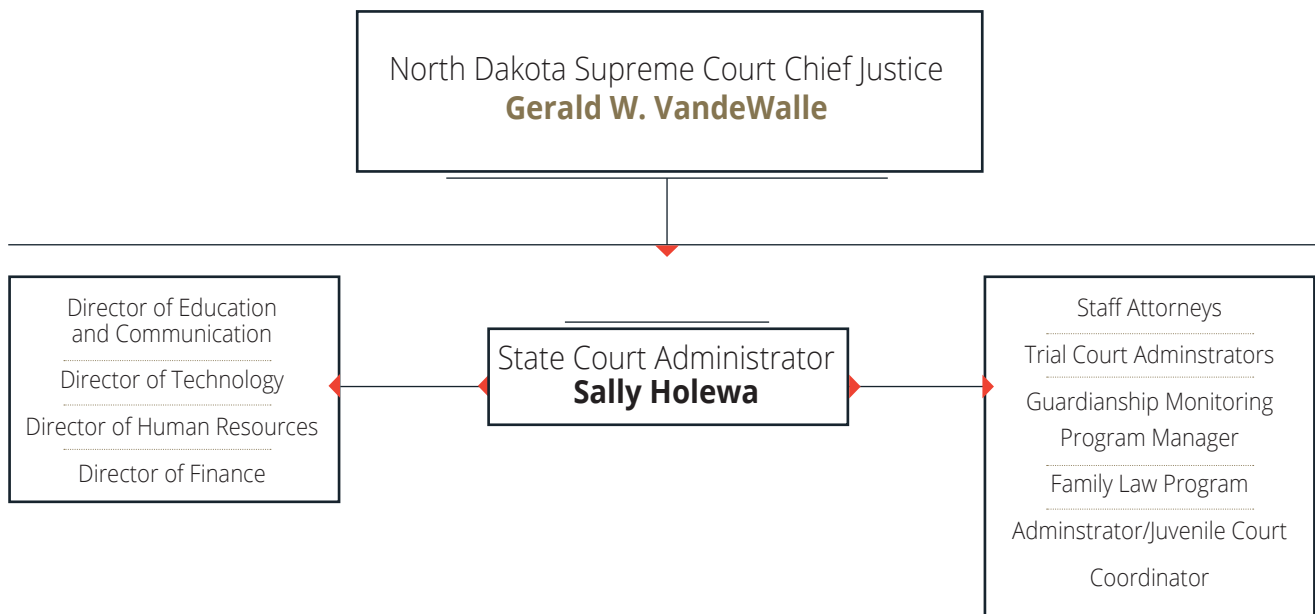 North Dakota Supreme Court Chief Justice
Gerald W. VandeWalle
Director of Education
and Communication
Director of Technology
Director of Human Resources
Director of Finance
State Court Administrator
Sally Holewa
Staff Attorneys
Trial Court Adminstrators
Guardianship Monitoring
Program Manager
Family Law Program
Adminstrator/Juvenile Court
Coordinator